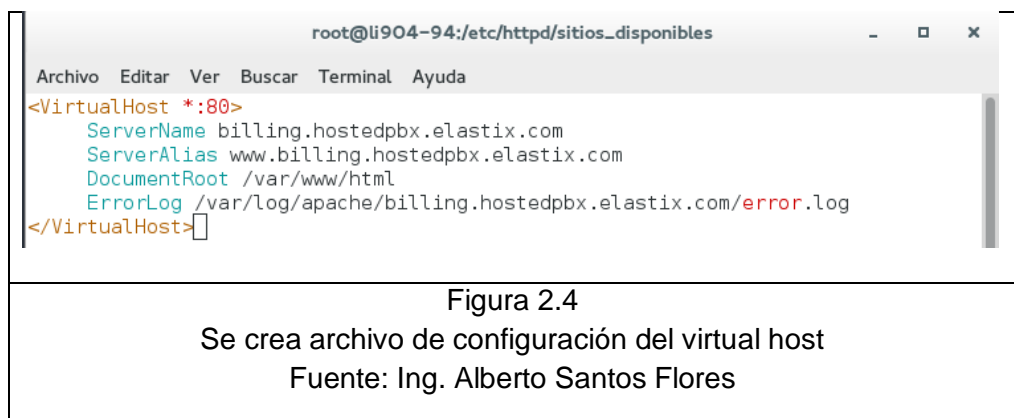 root@li904-94:/etc/httpd/sitios_disponibles
Archivo Editar Ver Buscar Terminal Ayuda
<VirtualHost *:80>
ServerName billing.hostedpbx.elastix.com
ServerAlias www.billing.hostedpbx.elastix.com
DocumentRoot /var/www/html
ErrorLog /var/log/apache/billing.hostedpbx.elastix.com/error.log
</VirtualHost>
Figura 2.4
Se crea archivo de configuración del virtual host
Fuente: Ing. Alberto Santos Flores